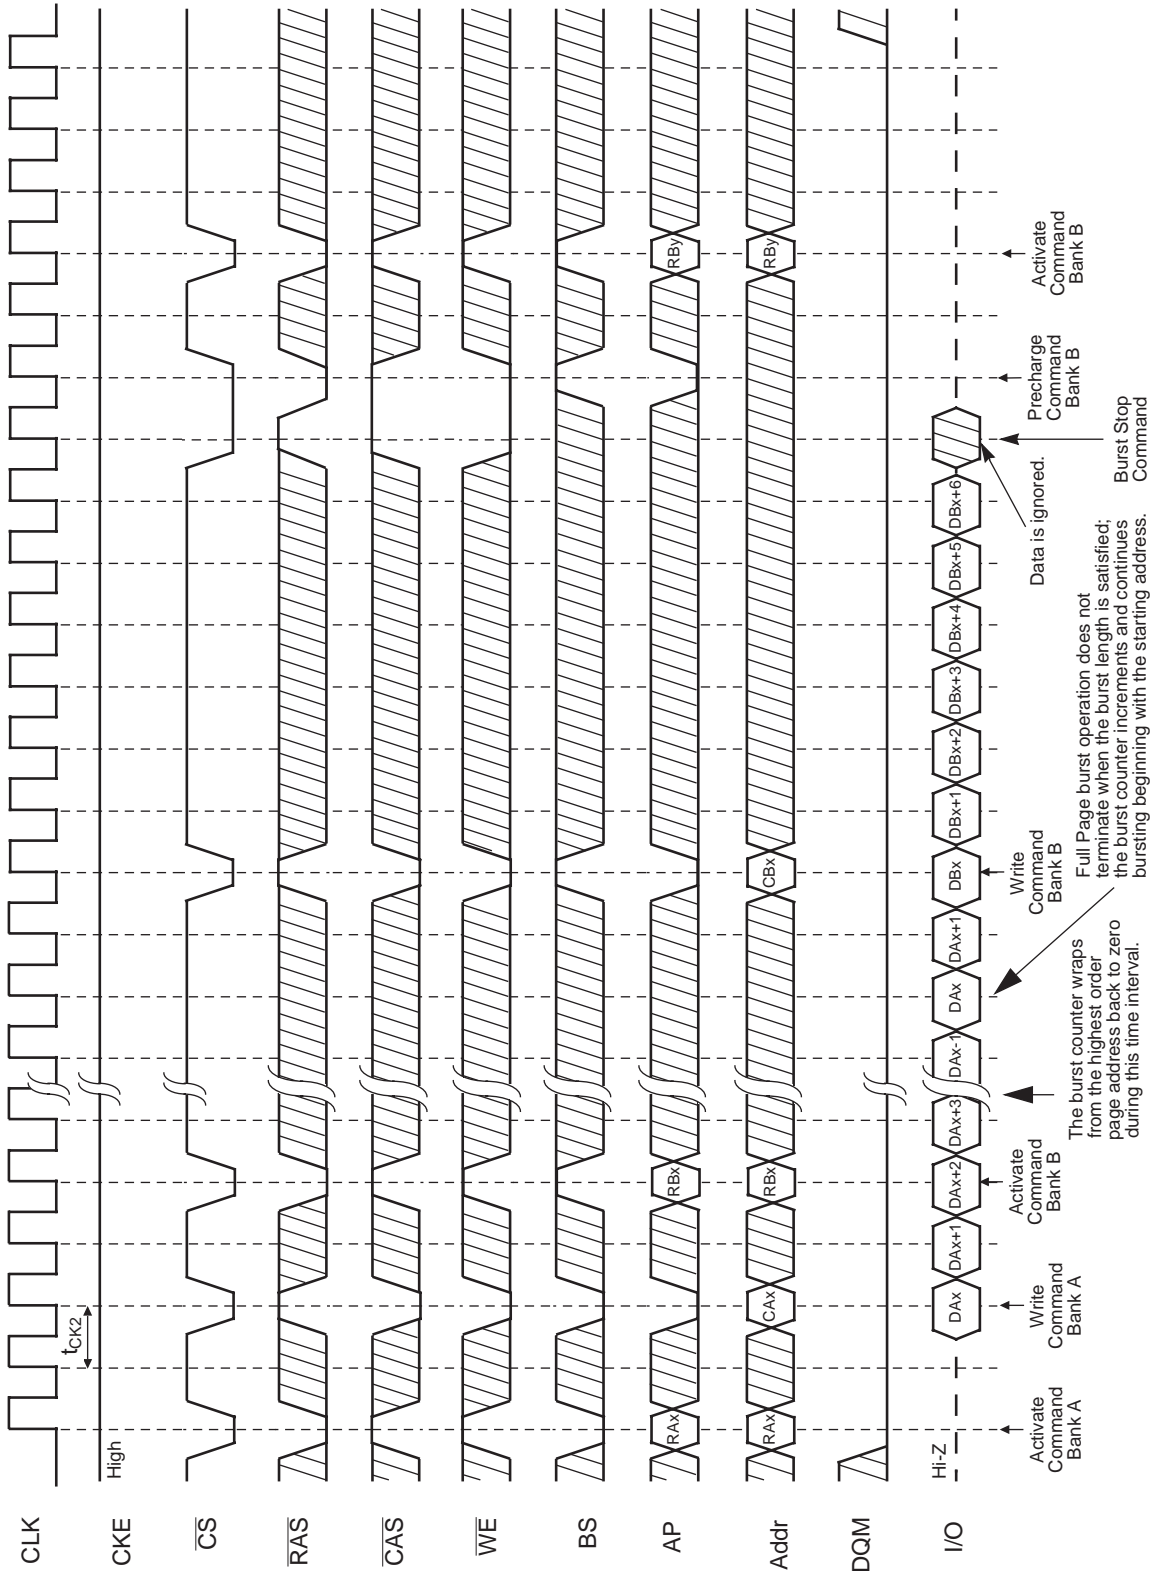 CLK
CKE
CS
RAS
CAS
WE
BS
AP
Addr
DQM
I/O
High
tCK2
Hi-Z
RAx
RBx
RBy
RAx
CAx
RBx
CBx
RBy
DAx
DAx+1
DAx+2
DAx+3
DAx-1
DAx
DAx+1
DBx
DBx+1
DBx+2
DBx+3
DBx+4
DBx+5
DBx+6
Activate
Command
Bank A
Write
Command
Bank A
Activate
Command
Bank B
The burst counter wraps
from the highest order
page address back to zero
during this time interval.
Write
Command
Bank B
Full Page burst operation does not
terminate when the burst length is satisfied;
the burst counter increments and continues
bursting beginning with the starting address.
Data is ignored.
Burst Stop
Command
Precharge
Command
Bank B
Activate
Command
Bank B